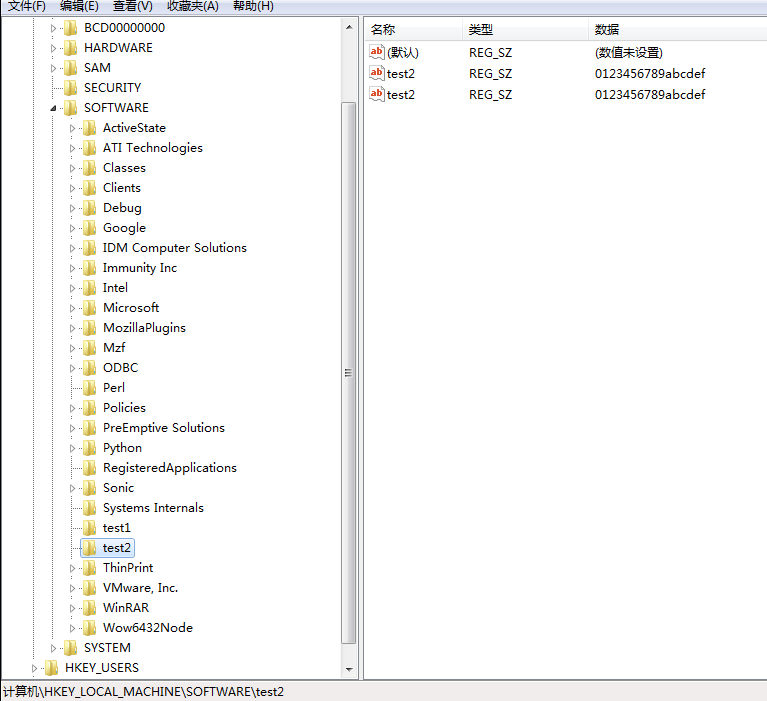 文件(F) 编辑(E) 查看(V) 收藏夹(A) 帮助(H)
BCD00000000
HARDWARE
SAM
SECURITY
SOFTWARE
ActiveState
ATI Technologies
Classes
Clients
Debug
Google
IDM Computer Solutions
Immunity Inc
Intel
Microsoft
MozillaPlugins
Mzf
ODBC
Perl
Policies
PreEmptive Solutions
Python
RegisteredApplications
Sonic
Systems Internals
test1
test2
ThinPrint
VMware, Inc.
WinRAR
Wow6432Node
SYSTEM
HKEY_USERS
名称 类型 数据
ab (默认) REG_SZ (数值未设置)
ab test2 REG_SZ 0123456789abcdef
ab test2 REG_SZ 0123456789abcdef
计算机\HKEY_LOCAL_MACHINE\SOFTWARE\test2